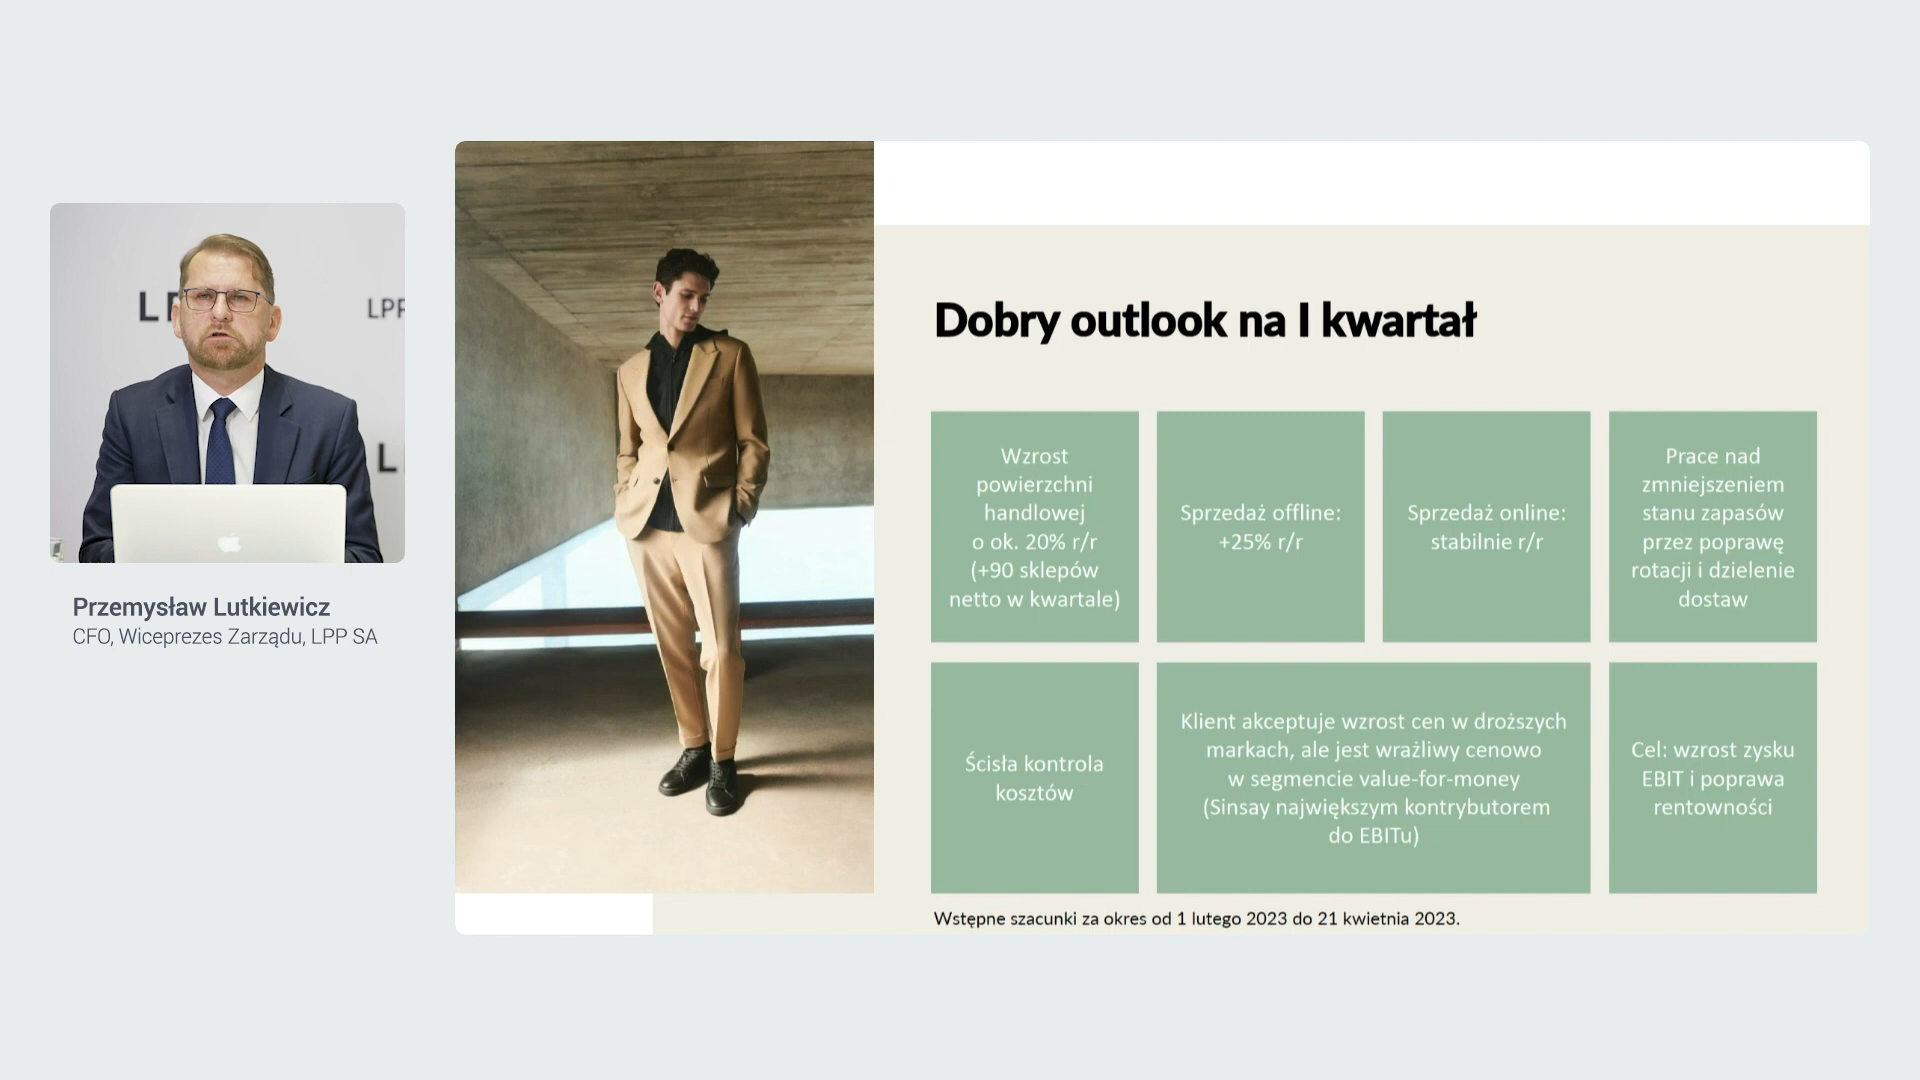 LPP
L
Przemysław Lutkiewicz
CFO, Wiceprezes Zarządu, LPP SA
Dobry outlook na I kwartał
Wzrost
powierzchni
handlowej
o ok. 20% r/r
(+90 sklepów
netto w kwartale)
Sprzedaż offline:
+25% r/r
Sprzedaż online:
stabilnie r/r
Prace nad
zmniejszeniem
stanu zapasów
przez poprawę
rotacji i dzielenie
dostaw
Ścisła kontrola
kosztów
Klient akceptuje wzrost cen w droższych
markach, ale jest wrażliwy cenowo
w segmencie value-for-money
(Sinsay największym kontrybutorem
do EBITu)
Cel: wzrost zysku
EBIT i poprawa
rentowności
Wstępne szacunki za okres od 1 lutego 2023 do 21 kwietnia 2023.